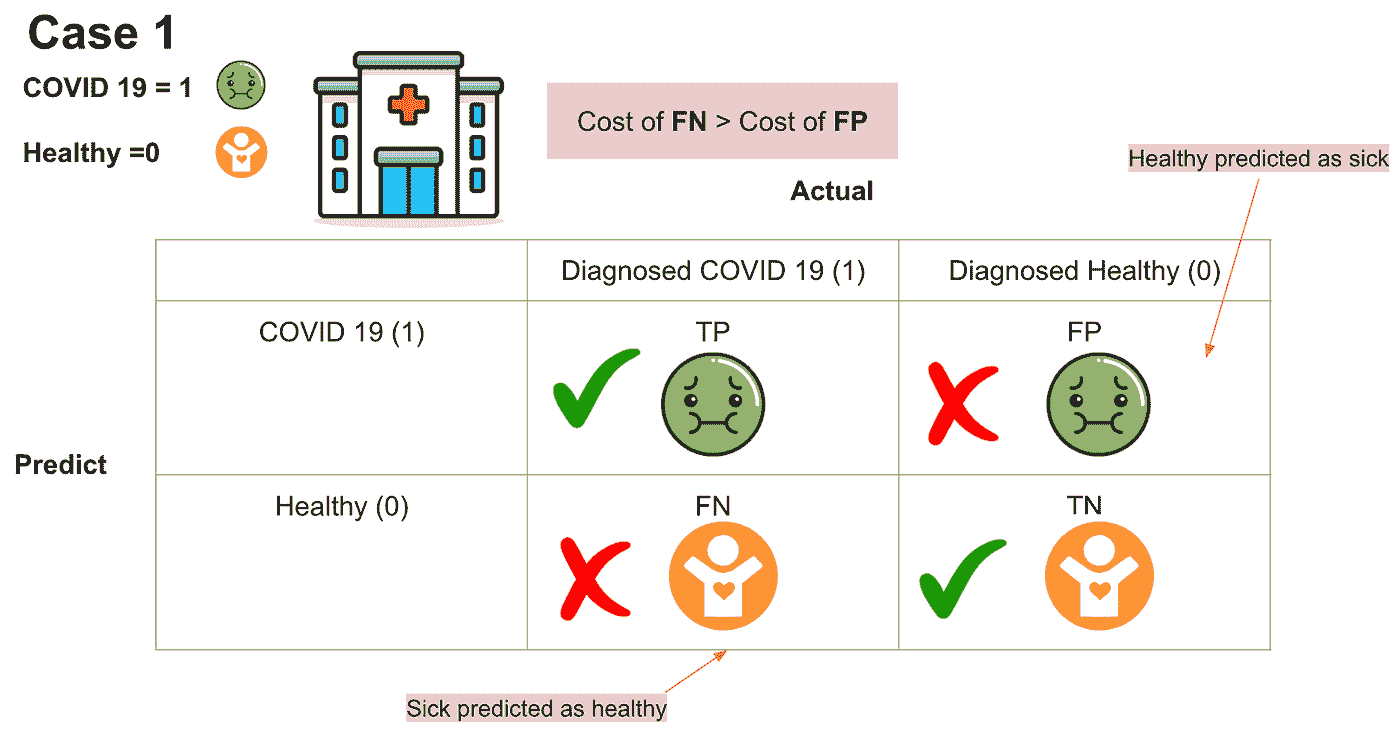 Case 1
COVID 19 = 1
Healthy =0
Cost of FN > Cost of FP
Healthy predicted as sick
Actual
Diagnosed COVID 19 (1)
Diagnosed Healthy (0)
COVID 19 (1)
TP
FP
Predict
Healthy (0)
FN
TN
Sick predicted as healthy